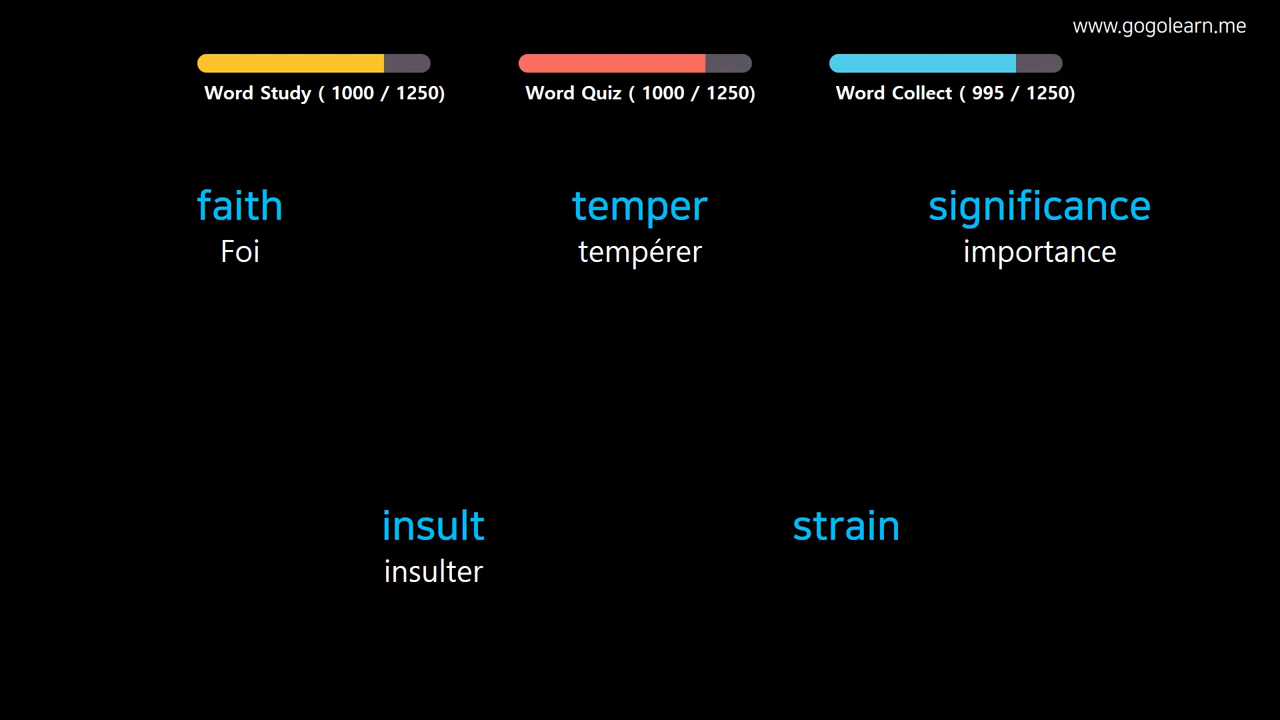 www.gogolearn.me
Word Study ( 1000 / 1250)
Word Quiz ( 1000 / 1250)
Word Collect ( 995 / 1250)
faith
Foi
temper
tempérer
significance
importance
insult
insulter
strain